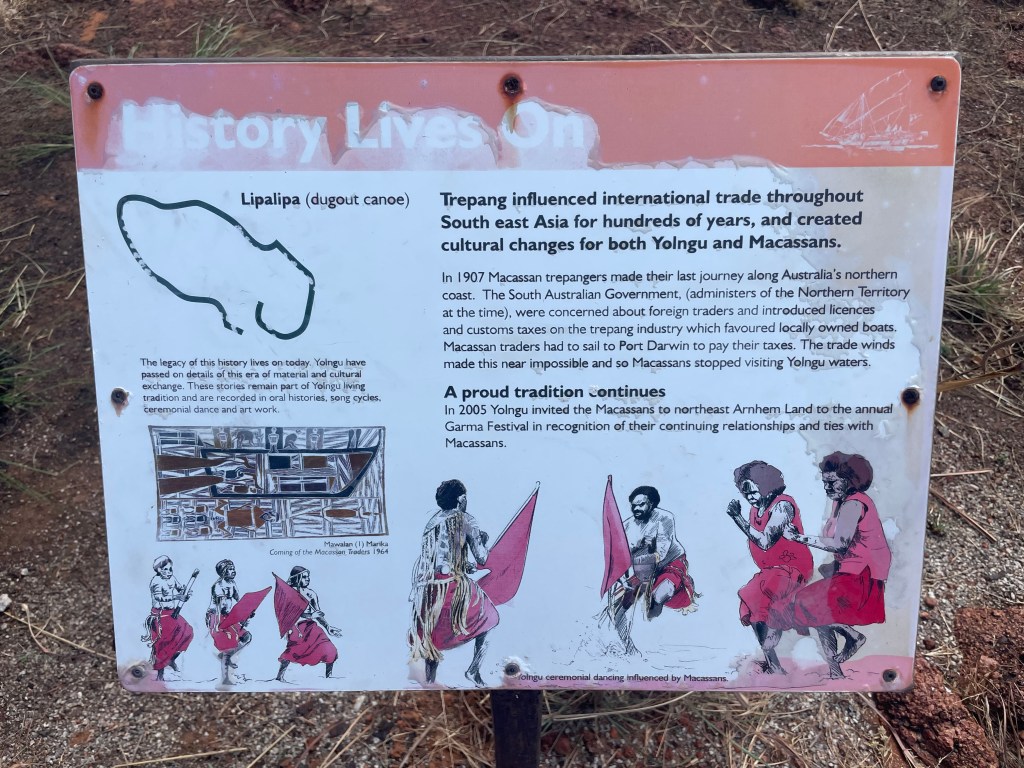 History Lives On
Lipalipa (dugout canoe)
The legacy of this history lives on today. Yolngu have
passed on details of this era of material and cultural
exchange. These stories remain part of Yolngu living
tradition and are recorded in oral histories, song cycles,
ceremonial dance and art work.
Mawalan (1) Marika
Coming of the Macassan Traders 1964
Trepang influenced international trade throughout
South east Asia for hundreds of years, and created
cultural changes for both Yolngu and Macassans.
In 1907 Macassan trepangers made their last journey along Australia's northern
coast. The South Australian Government, (administers of the Northern Territory
at the time), were concerned about foreign traders and introduced licences
and customs taxes on the trepang industry which favoured locally owned boats.
Macassan traders had to sail to Port Darwin to pay their taxes. The trade winds
made this near impossible and so Macassans stopped visiting Yolngu waters.
A proud tradition continues
In 2005 Yolngu invited the Macassans to northeast Arnhem Land to the annual
Garma Festival in recognition of their continuing relationships and ties with
Macassans.
Yolngu ceremonial dancing influenced by Macassans.